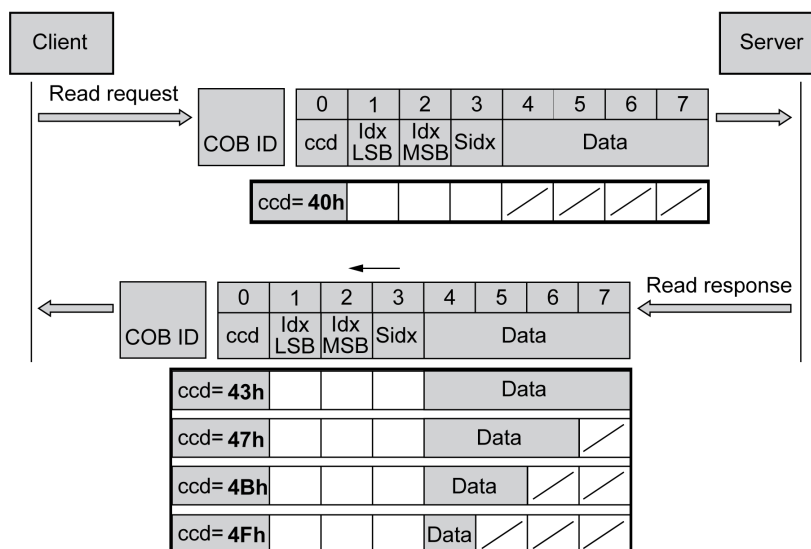 Client
Server
Read request
COB ID
0 1 2 3 4 5 6 7
ccd Idx LSB Idx MSB Sidx Data
ccd= 40h
Read response
COB ID
0 1 2 3 4 5 6 7
ccd Idx LSB Idx MSB Sidx Data
ccd= 43h Data
ccd= 47h Data
ccd= 4Bh Data
ccd= 4Fh Data